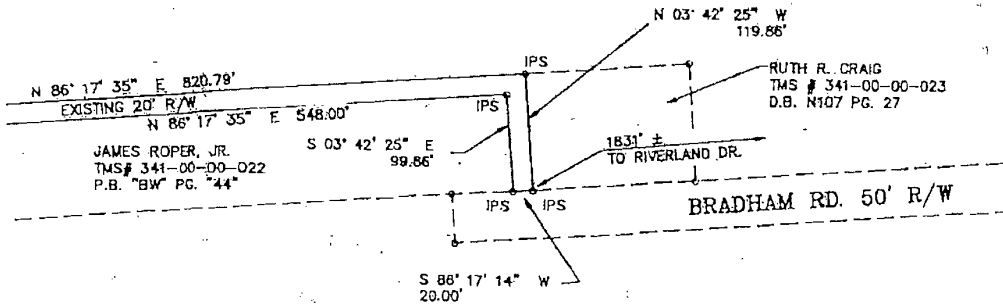 N 03° 42' 25" W
119.86'
IPS
RUTH R. CRAIG
TMS # 341-00-00-023
D.B. N107 PG. 27
N 86° 17' 35" E 820.79'
EXISTING 20' R/W
N 86° 17' 35" E 548.00'
IPS
S 03° 42' 25" E
99.86'
1831' ±
TO RIVERLAND DR.
JAMES ROPER, JR.
TMS# 341-00-00-022
P.B. "BW" PG. "44"
IPS
IPS
BRADHAM RD. 50' R/W
S 86° 17' 14" W
20.00'